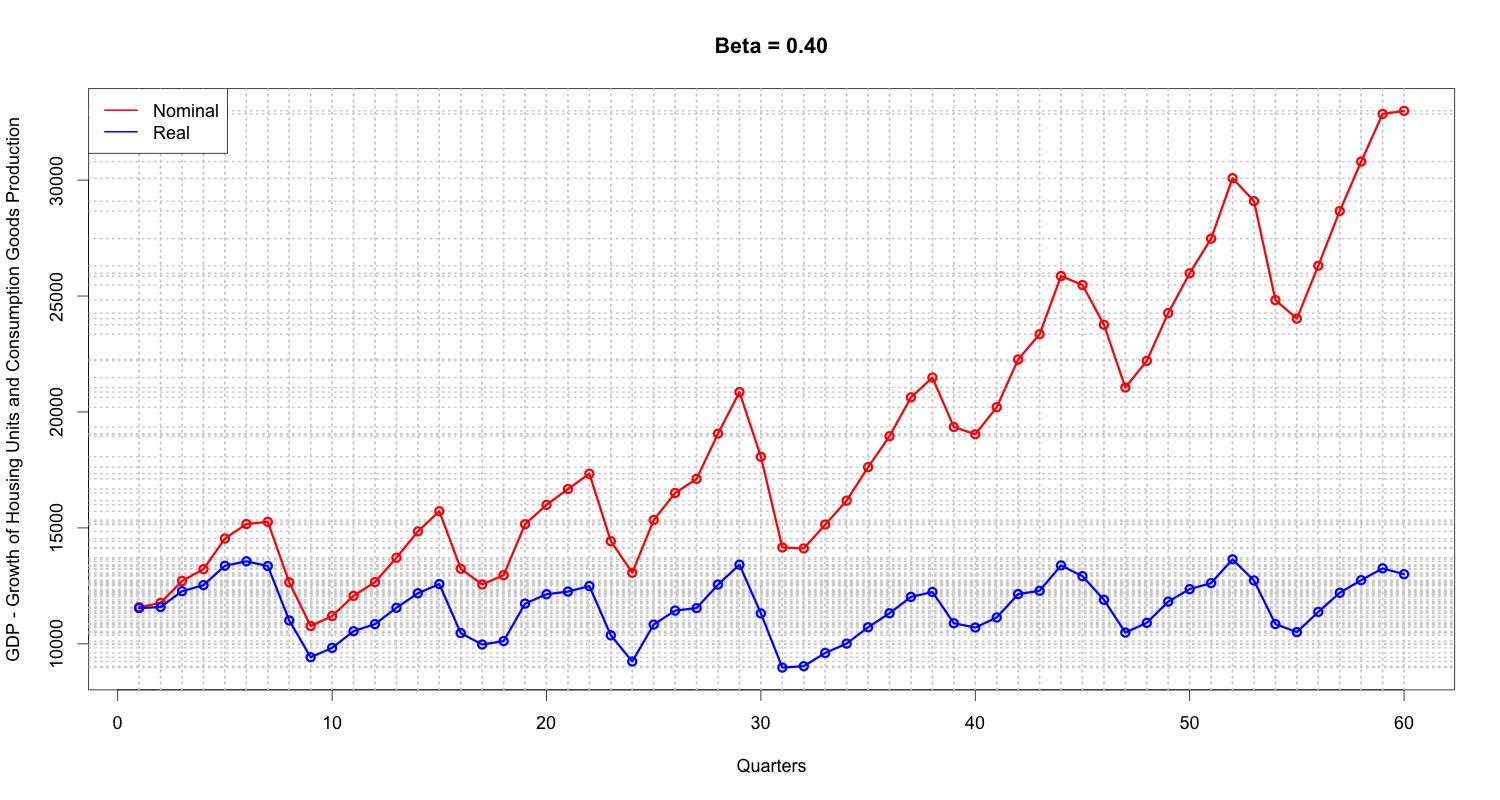 Beta = 0.40
Nominal
Real
GDP - Growth of Housing Units and Consumption Goods Production
30000
25000
20000
15000
10000
0 10 20 30 40 50 60
Quarters